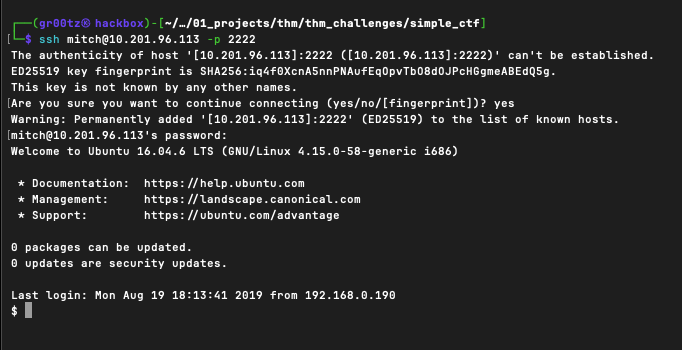 ┌──(gr00tz㉿hackbox)-[~/…/01_projects/thm/thm_challenges/simple_ctf]
└─$ ssh mitch@10.201.96.113 -p 2222
The authenticity of host '[10.201.96.113]:2222 ([10.201.96.113]:2222)' can't be established.
ED25519 key fingerprint is SHA256:iq4f0XcnA5nnPNAufEqOpvTbO8dOJPcHGgmeABEdQ5g.
This key is not known by any other names.
Are you sure you want to continue connecting (yes/no/[fingerprint])? yes
Warning: Permanently added '[10.201.96.113]:2222' (ED25519) to the list of known hosts.
mitch@10.201.96.113's password:
Welcome to Ubuntu 16.04.6 LTS (GNU/Linux 4.15.0-58-generic i686)
* Documentation:  https://help.ubuntu.com
* Management:     https://landscape.canonical.com
* Support:        https://ubuntu.com/advantage
0 packages can be updated.
0 updates are security updates.
Last login: Mon Aug 19 18:13:41 2019 from 192.168.0.190
$